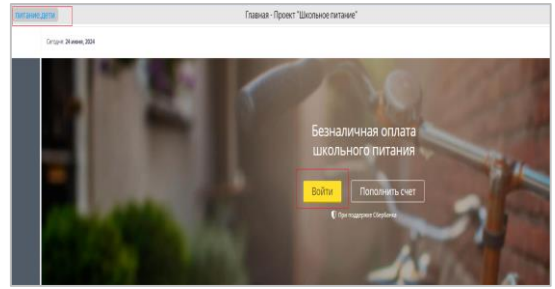 питание.дети
Главная - Проект "Школьное питание"
Сегодня: 24 июня, 2024
Безналичная оплата
школьного питания
Войти
Пополнить счет
При поддержке Сбербанка